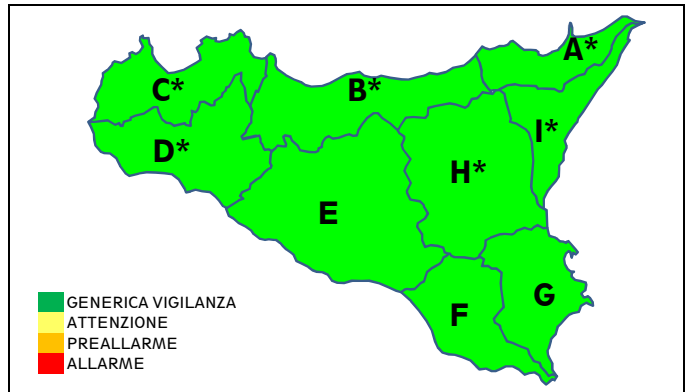 A*
C*
B*
I*
D*
H*
E
G
F
GENERICA VIGILANZA
ATTENZIONE
PREALLARME
ALLARME